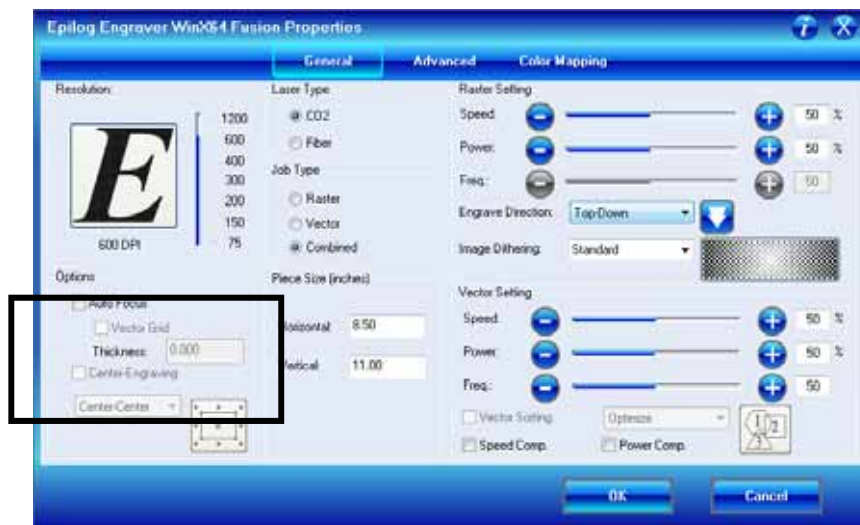 Epilog Engraver WinX64 Fusion Properties
General Advanced Color Mapping
Resolution:
E
1200
600
400
300
200
150
75
600 DPI
Options
Auto Focus
Vector Grid
Thickness: 0.000
Center-Engraving
Center-Center
Laser Type
CO2
Fiber
Job Type
Raster
Vector
Combined
Piece Size (inches)
Horizontal: 8.50
Vertical: 11.00
Raster Setting
Speed: 50 %
Power: 50 %
Freq.: 50
Engrave Direction: Top-Down
Image Dithering: Standard
Vector Setting
Speed: 50 %
Power: 50 %
Freq.: 50
Vector Sorting Optimize
1 2
3
Speed Comp. Power Comp.
OK Cancel